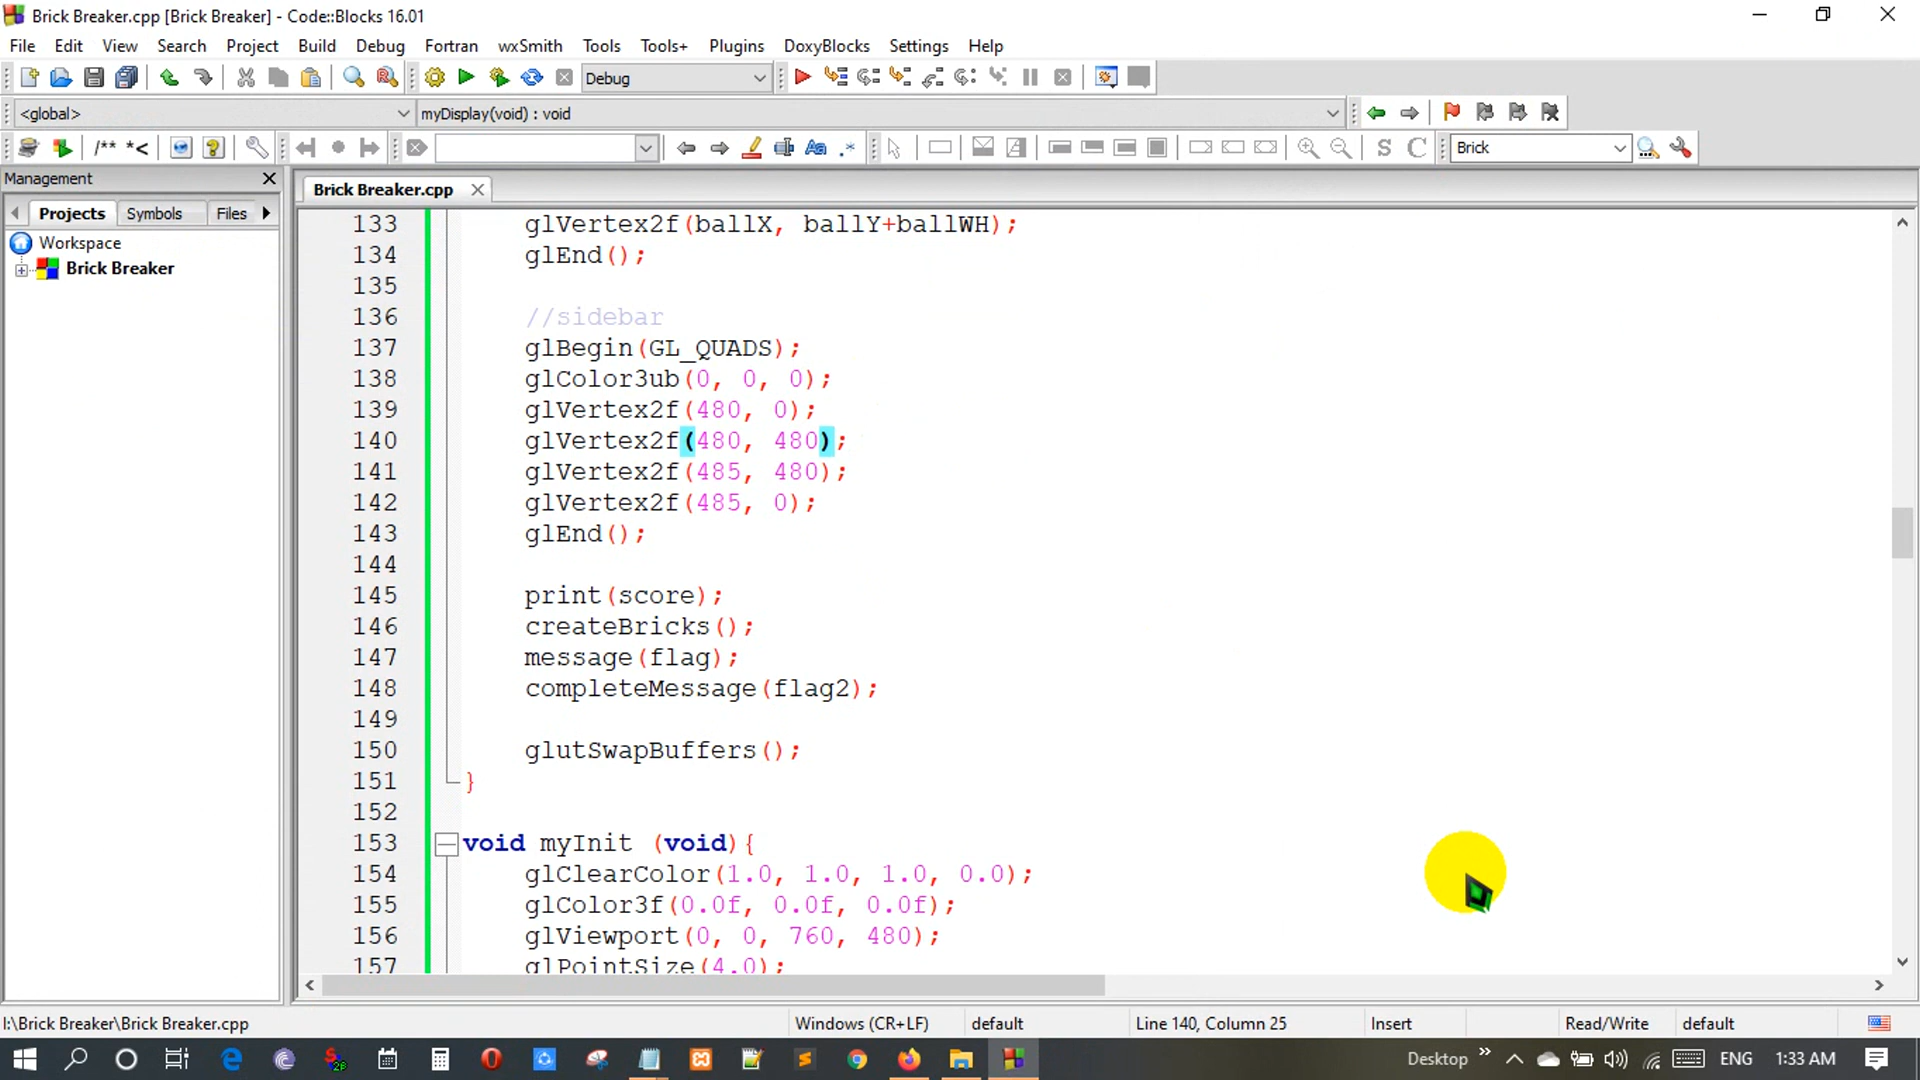 Brick Breaker.cpp [Brick Breaker] - Code::Blocks 16.01
File Edit View Search Project Build Debug Fortran wxSmith Tools Tools+ Plugins DoxyBlocks Settings Help
Debug
<global> myDisplay(void) : void
/** *< Aa .* S C Brick
Management
Projects Symbols Files
Workspace
Brick Breaker
Brick Breaker.cpp
133 glVertex2f(ballX, ballY+ballWH);
134 glEnd();
135
136 //sidebar
137 glBegin(GL_QUADS);
138 glColor3ub(0, 0, 0);
139 glVertex2f(480, 0);
140 glVertex2f(480, 480);
141 glVertex2f(485, 480);
142 glVertex2f(485, 0);
143 glEnd();
144
145 print(score);
146 createBricks();
147 message(flag);
148 completeMessage(flag2);
149
150 glutSwapBuffers();
151 }
152
153 void myInit (void){
154 glClearColor(1.0, 1.0, 1.0, 0.0);
155 glColor3f(0.0f, 0.0f, 0.0f);
156 glViewport(0, 0, 760, 480);
157 glPointSize(4.0);
I:\Brick Breaker\Brick Breaker.cpp Windows (CR+LF) default Line 140, Column 25 Insert Read/Write default
Desktop ENG 1:33 AM